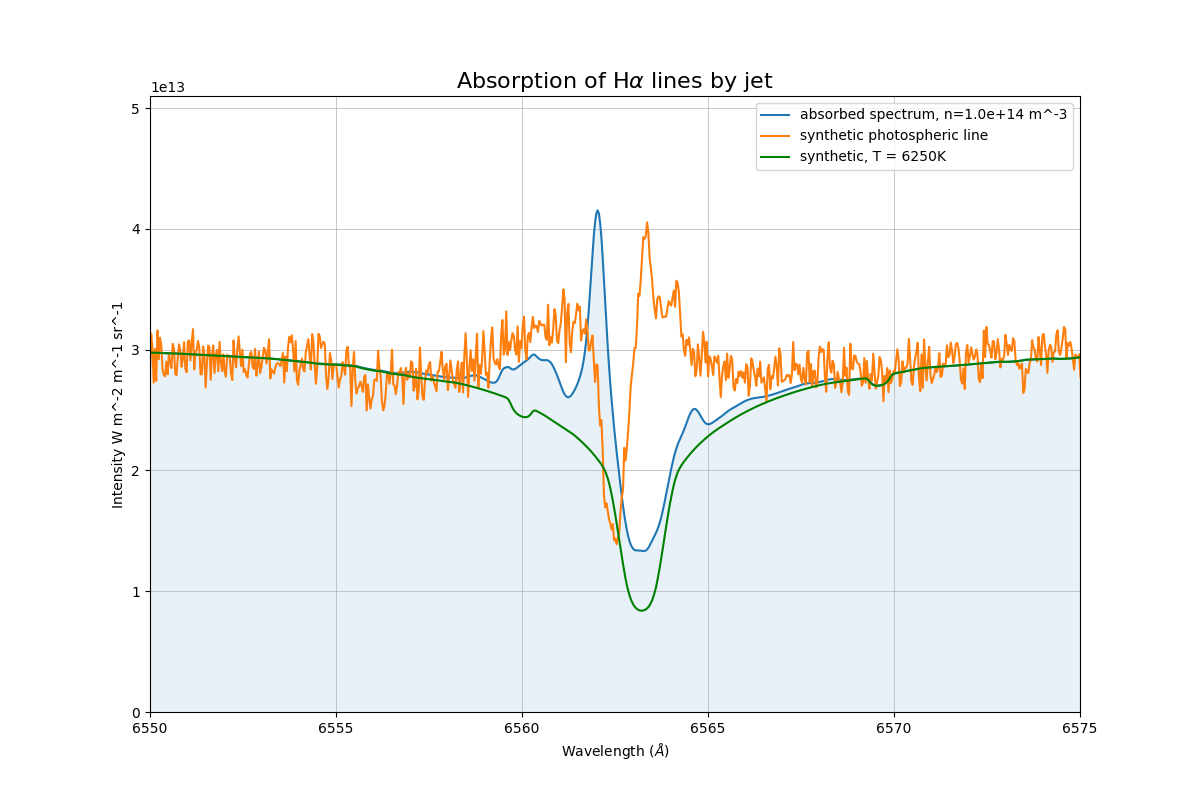 Absorption of Hα lines by jet
1e13
absorbed spectrum, n=1.0e+14 m^-3
synthetic photospheric line
synthetic, T = 6250K
5
4
3
2
1
0
Intensity W m^-2 m^-1 sr^-1
6550
6555
6560
6565
6570
6575
Wavelength (Å)